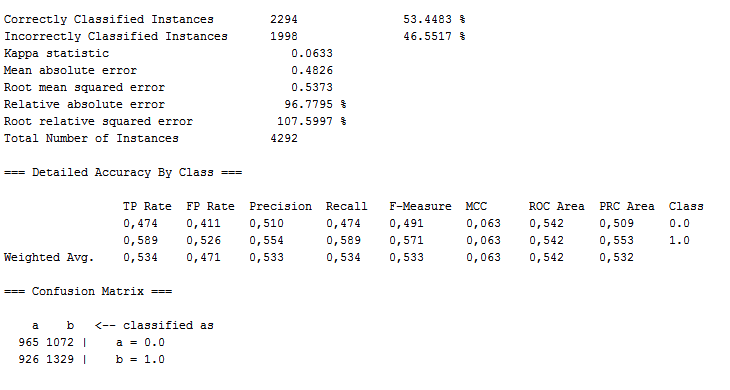 Correctly Classified Instances 2294 53.4483 %
Incorrectly Classified Instances 1998 46.5517 %
Kappa statistic 0.0633
Mean absolute error 0.4826
Root mean squared error 0.5373
Relative absolute error 96.7795 %
Root relative squared error 107.5997 %
Total Number of Instances 4292
=== Detailed Accuracy By Class ===
TP Rate FP Rate Precision Recall F-Measure MCC ROC Area PRC Area Class
0,474 0,411 0,510 0,474 0,491 0,063 0,542 0,509 0.0
0,589 0,526 0,554 0,589 0,571 0,063 0,542 0,553 1.0
Weighted Avg. 0,534 0,471 0,533 0,534 0,533 0,063 0,542 0,532
=== Confusion Matrix ===
a b <-- classified as
965 1072 | a = 0.0
926 1329 | b = 1.0